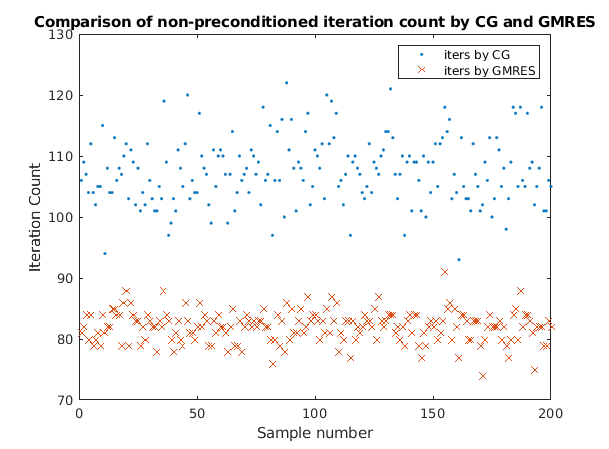 Comparison of non-preconditioned iteration count by CG and GMRES
130
120
110
100
90
80
70
0
50
100
150
200
Iteration Count
Sample number
iters by CG
iters by GMRES